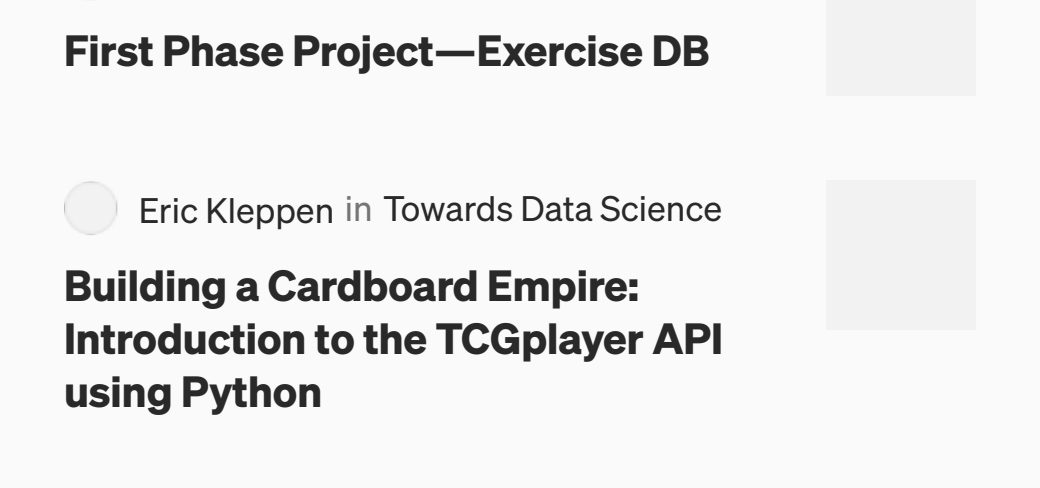 First Phase Project—Exercise DB
Eric Kleppen in Towards Data Science
Building a Cardboard Empire:
Introduction to the TCGplayer API
using Python